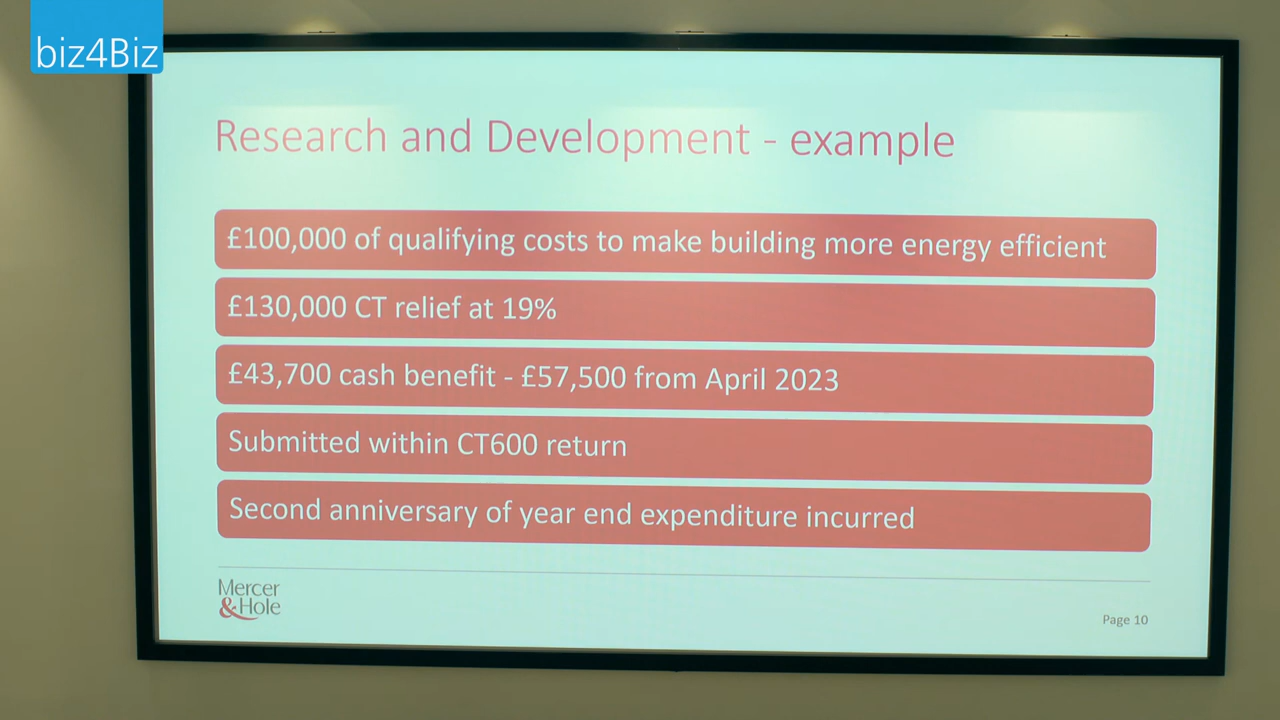 biz4Biz
Research and Development - example
£100,000 of qualifying costs to make building more energy efficient
£130,000 CT relief at 19%
£43,700 cash benefit - £57,500 from April 2023
Submitted within CT600 return
Second anniversary of year end expenditure incurred
Mercer
&Hole
Page 10